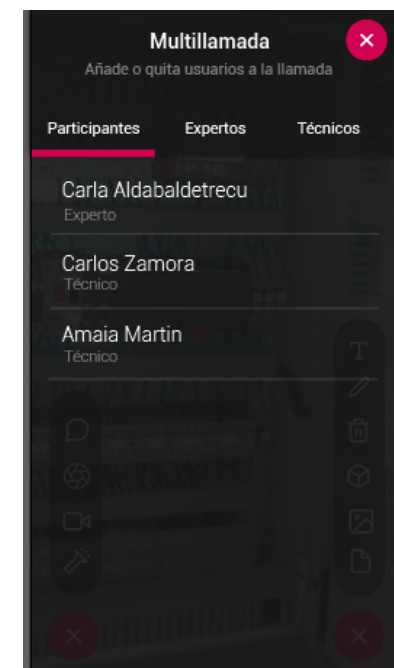 Multillamada
Añade o quita usuarios a la llamada
Participantes Expertos Técnicos
Carla Aldabaldetrecu
Experto
Carlos Zamora
Técnico
Amaia Martin
Técnico